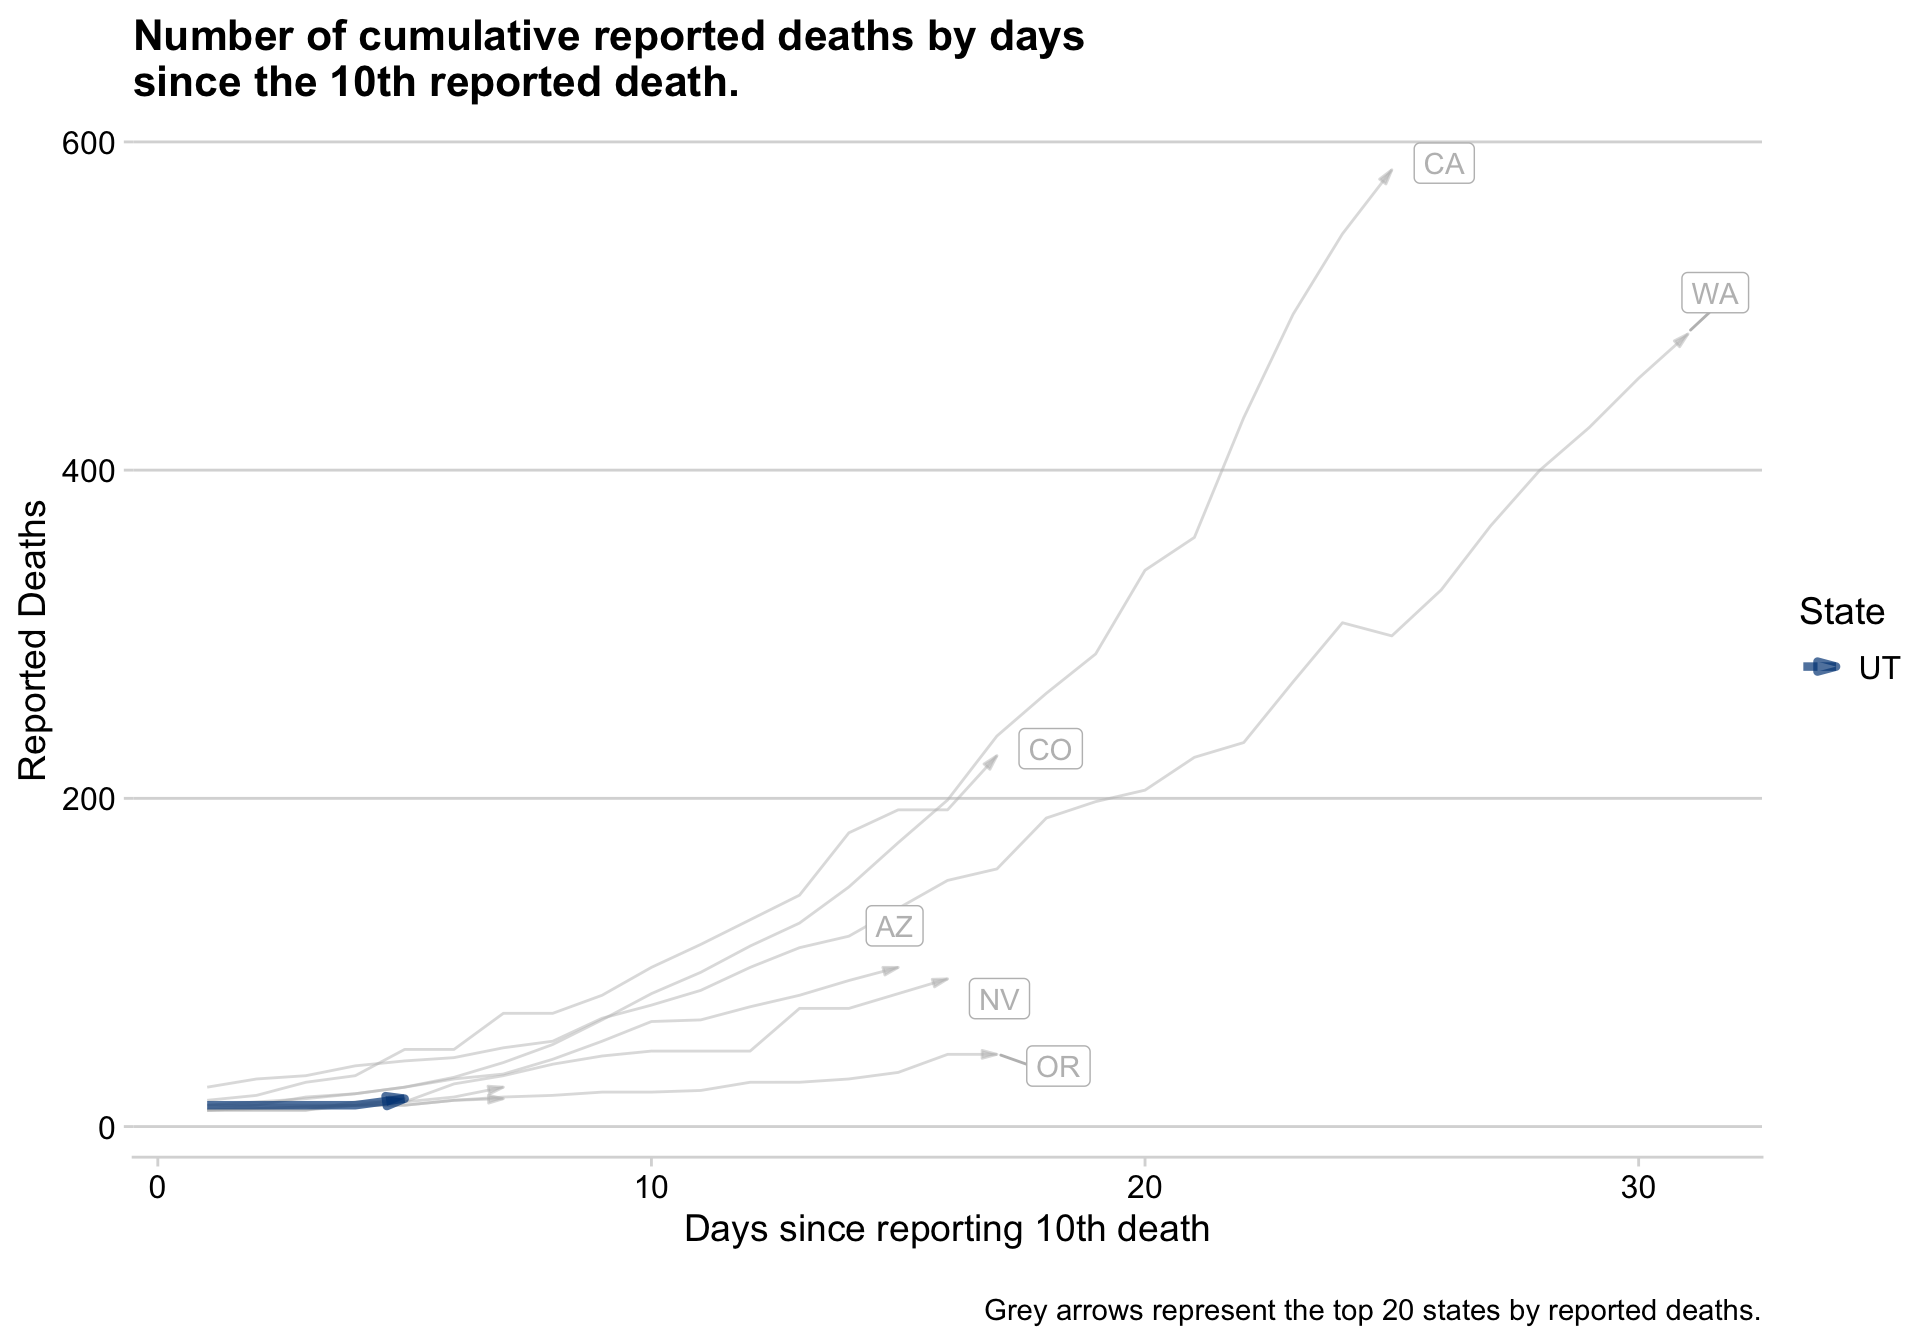 Number of cumulative reported deaths by days
since the 10th reported death.
600
CA
WA
400
Reported Deaths
State
UT
CO
200
AZ
NV
OR
0
0 10 20 30
Days since reporting 10th death
Grey arrows represent the top 20 states by reported deaths.